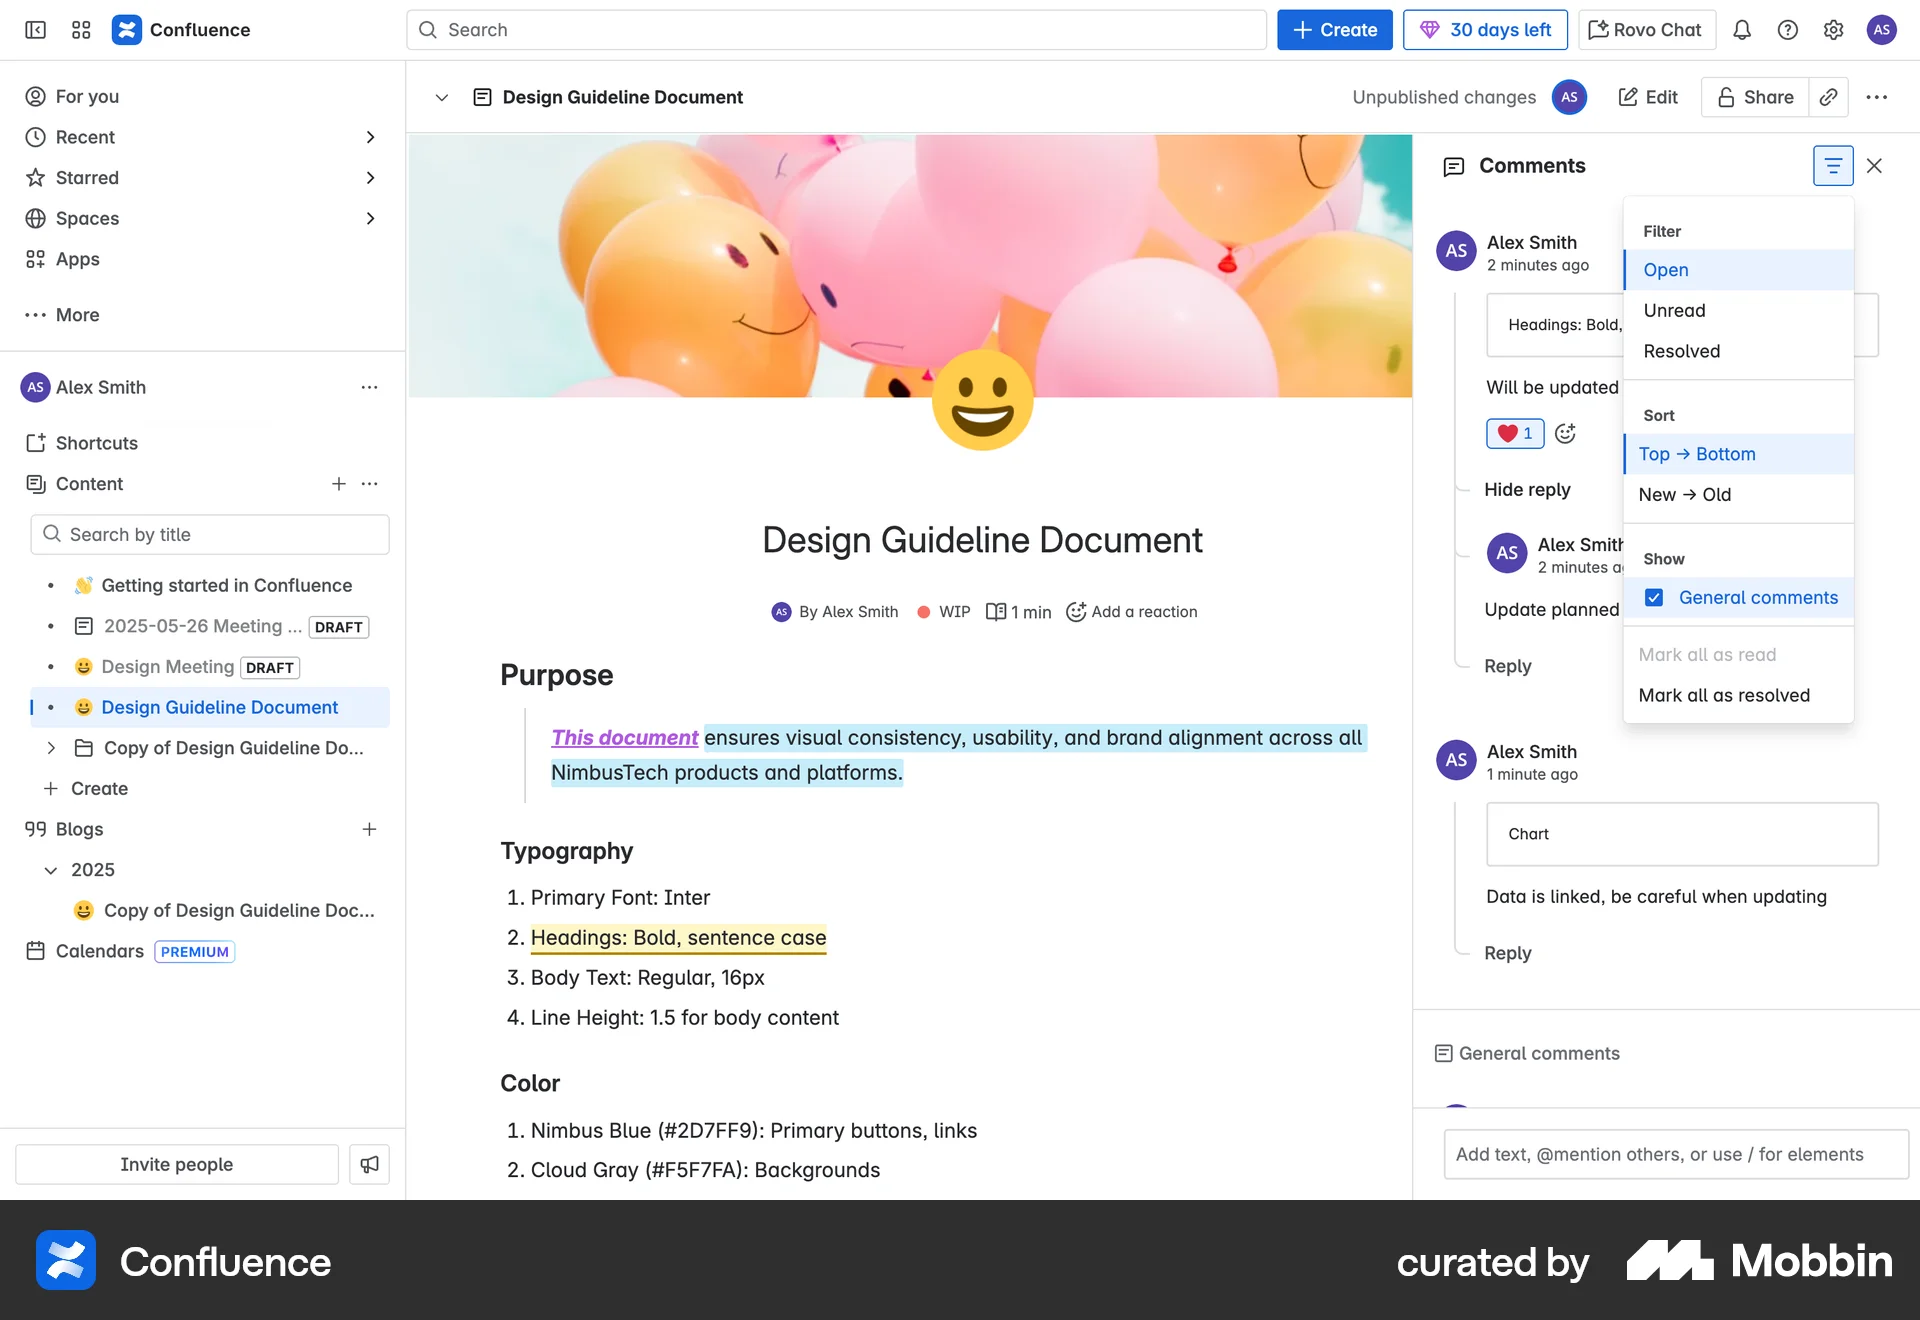 Confluence
Search
Create
30 days left
Rovo Chat
AS
For you
Recent
Starred
Spaces
Apps
More
AS Alex Smith
Shortcuts
Content
Search by title
Getting started in Confluence
2025-05-26 Meeting ... DRAFT
Design Meeting DRAFT
Design Guideline Document
Copy of Design Guideline Do...
Create
Blogs
2025
Copy of Design Guideline Doc...
Calendars PREMIUM
Invite people
Design Guideline Document
Unpublished changes
AS
Edit
Share
Design Guideline Document
AS By Alex Smith
WIP
1 min
Add a reaction
Purpose
This document ensures visual consistency, usability, and brand alignment across all
NimbusTech products and platforms.
Typography
1. Primary Font: Inter
2. Headings: Bold, sentence case
3. Body Text: Regular, 16px
4. Line Height: 1.5 for body content
Color
1. Nimbus Blue (#2D7FF9): Primary buttons, links
2. Cloud Gray (#F5F7FA): Backgrounds
Comments
AS Alex Smith
2 minutes ago
Headings: Bold,
Will be updated
1
Hide reply
AS Alex Smith
2 minutes
Update planned
Reply
Filter
Open
Unread
Resolved
Sort
Top → Bottom
New → Old
Show
General comments
Mark all as read
Mark all as resolved
AS Alex Smith
1 minute ago
Chart
Data is linked, be careful when updating
Reply
General comments
Add text, @mention others, or use / for elements
Confluence
curated by Mobbin